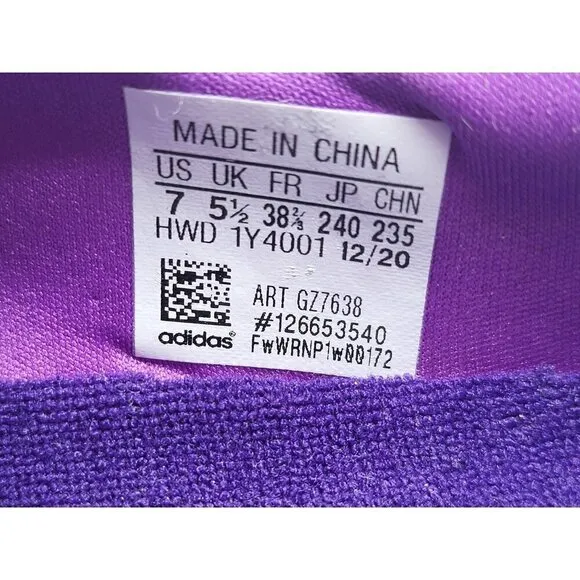 MADE IN CHINA
US UK FR JP CHN
7 5½ 38⅔ 240 235
HWD 1Y4001 12/20
ART GZ7638
#126653540
FwWRNP1w00172
adidas®